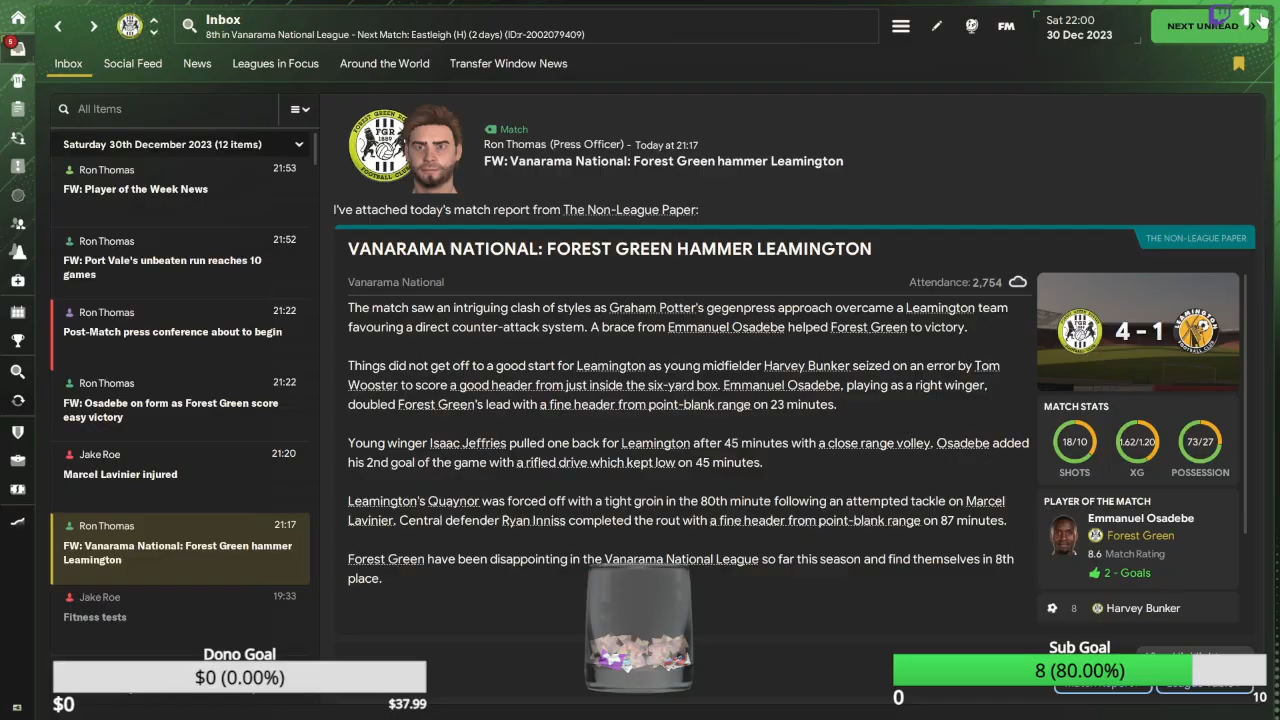 Inbox
8th in Vanarama National League - Next Match: Eastleigh (H) (2 days) (IDr-2002079409)
FM
Sat 22:00
30 Dec 2023
NEXT UNREAD
1
5
Inbox
Social Feed
News
Leagues in Focus
Around the World
Transfer Window News
All Items
Saturday 30th December 2023 (12 items)
Ron Thomas 21:53
FW: Player of the Week News
Ron Thomas 21:52
FW: Port Vale's unbeaten run reaches 10
games
Ron Thomas 21:22
Post-Match press conference about to begin
Ron Thomas 21:22
FW: Osadebe on form as Forest Green score
easy victory
Jake Roe 21:20
Marcel Lavinier injured
Ron Thomas 21:17
FW: Vanarama National: Forest Green hammer
Leamington
Jake Roe 19:33
Fitness tests
FGR
1889
Match
Ron Thomas (Press Officer) - Today at 21:17
FW: Vanarama National: Forest Green hammer Leamington
I've attached today's match report from The Non-League Paper:
THE NON-LEAGUE PAPER
VANARAMA NATIONAL: FOREST GREEN HAMMER LEAMINGTON
Vanarama National
Attendance: 2,754
The match saw an intriguing clash of styles as Graham Potter's gegenpress approach overcame a Leamington team
favouring a direct counter-attack system. A brace from Emmanuel Osadebe helped Forest Green to victory.
Things did not get off to a good start for Leamington as young midfielder Harvey Bunker seized on an error by Tom
Wooster to score a good header from just inside the six-yard box. Emmanuel Osadebe, playing as a right winger,
doubled Forest Green's lead with a fine header from point-blank range on 23 minutes.
Young winger Isaac Jeffries pulled one back for Leamington after 45 minutes with a close range volley. Osadebe added
his 2nd goal of the game with a rifled drive which kept low on 45 minutes.
Leamington's Quaynor was forced off with a tight groin in the 80th minute following an attempted tackle on Marcel
Lavinier. Central defender Ryan Inniss completed the rout with a fine header from point-blank range on 87 minutes.
Forest Green have been disappointing in the Vanarama National League so far this season and find themselves in 8th
place.
4 - 1
MATCH STATS
18/10
1.62/1.20
73/27
SHOTS
XG
POSSESSION
PLAYER OF THE MATCH
Emmanuel Osadebe
Forest Green
8.6 Match Rating
2 - Goals
8 Harvey Bunker
Dono Goal
$0 (0.00%)
$0
$37.99
Sub Goal
8 (80.00%)
0
10